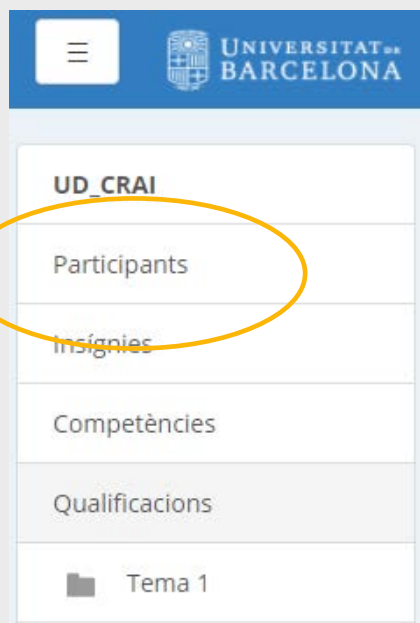 UNIVERSITAT DE
BARCELONA
UD_CRAI
Participants
Insígnies
Competències
Qualificacions
Tema 1